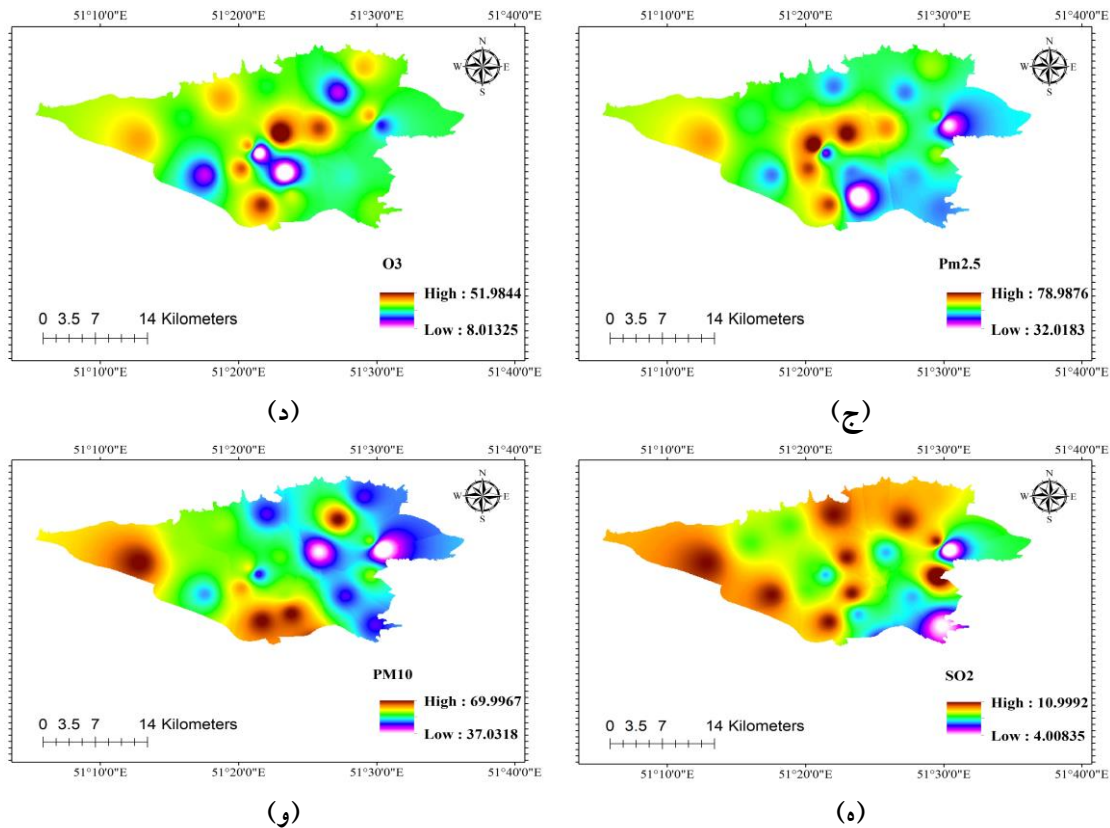 51°10'0"E 51°20'0"E 51°30'0"E 51°40'0"E
N
W E
S
O3
High : 51.9844
Low : 8.01325
0 3.5 7 14 Kilometers
51°10'0"E 51°20'0"E 51°30'0"E 51°40'0"E
(د)
51°10'0"E 51°20'0"E 51°30'0"E 51°40'0"E
N
W E
S
Pm2.5
High : 78.9876
Low : 32.0183
0 3.5 7 14 Kilometers
51°10'0"E 51°20'0"E 51°30'0"E 51°40'0"E
(ج)
51°10'0"E 51°20'0"E 51°30'0"E 51°40'0"E
N
W E
S
PM10
High : 69.9967
Low : 37.0318
0 3.5 7 14 Kilometers
51°10'0"E 51°20'0"E 51°30'0"E 51°40'0"E
(و)
51°10'0"E 51°20'0"E 51°30'0"E 51°40'0"E
N
W E
S
SO2
High : 10.9992
Low : 4.00835
0 3.5 7 14 Kilometers
51°10'0"E 51°20'0"E 51°30'0"E 51°40'0"E
(ه)